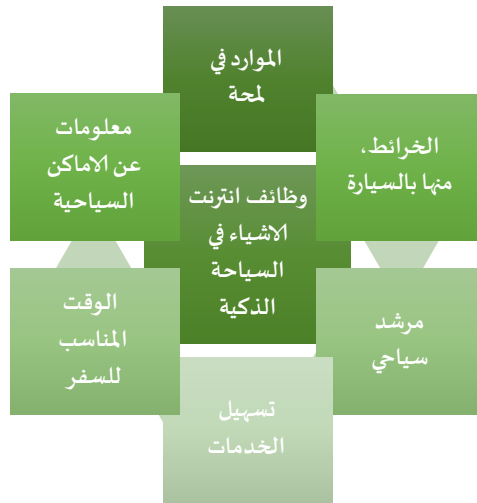 الموارد في
لمحة
الخرائط،
منها بالسيارة
مرشد
سياحي
تسهيل
الخدمات
الوقت
المناسب
للسفر
معلومات
عن الاماكن
السياحية
وظائف انترنت
الاشياء في
السياحة
الذكية